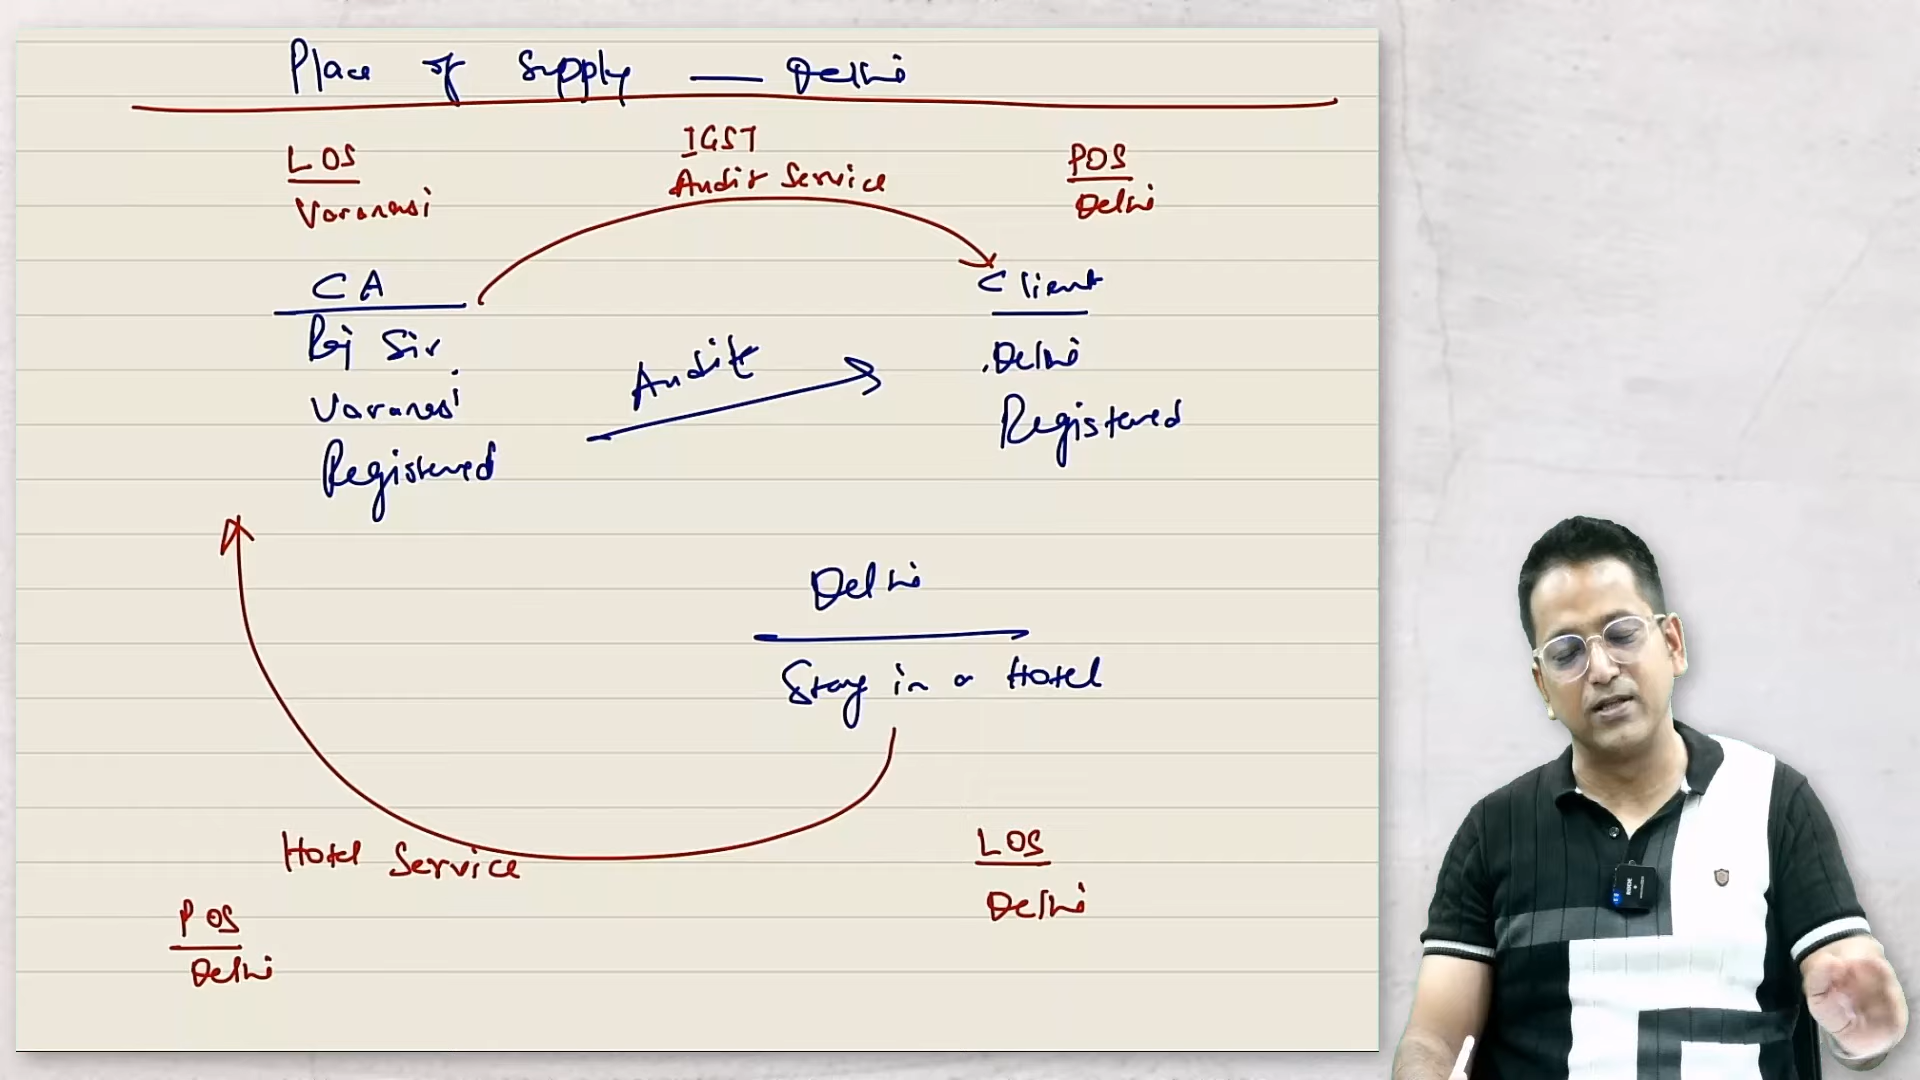 Place of Supply — Delhi
LOS
Varanasi
IGST
Audit Service
POS
Delhi
CA
Sir
Varanasi
Registered
Audit
Client
Delhi
Registered
Delhi
Stay in a Hotel
Hotel Service
LOS
Delhi
POS
Delhi